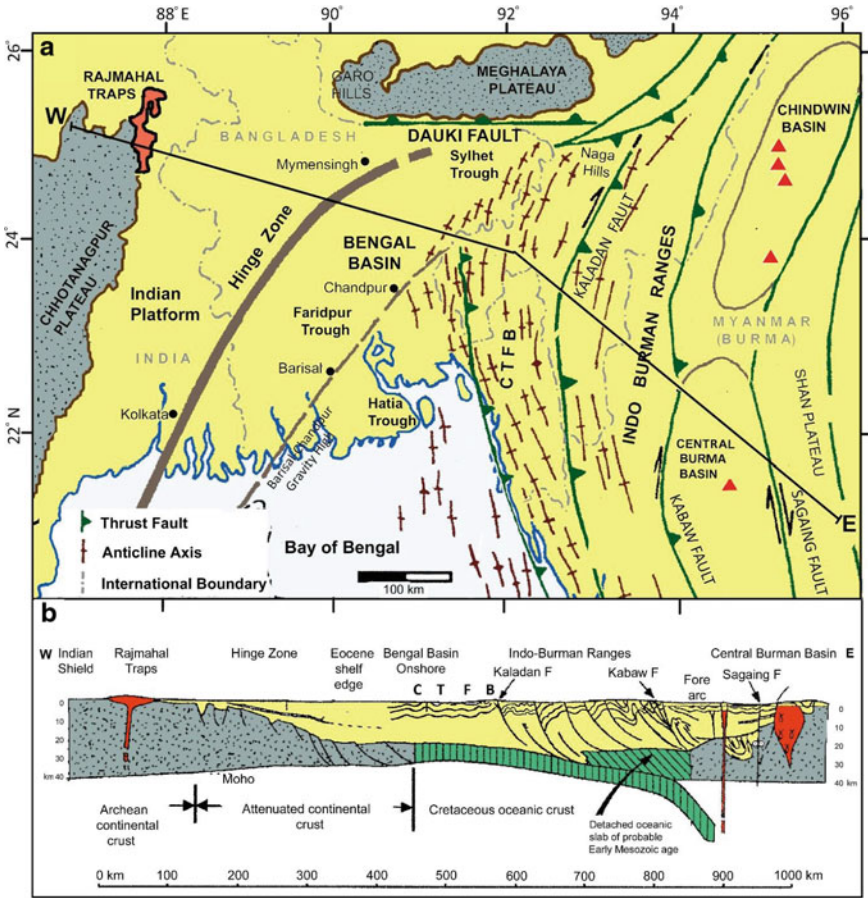 88° E
90
92
94
96°
a
26°
24
22° N
RAJMAHAL
TRAPS
W
GARO
HILLS
MEGHALAYA
PLATEAU
CHINDWIN
BASIN
BANGLADESH
DAUKI FAULT
Mymensingh
Sylhet
Trough
Naga
Hills
Hinge Zone
BENGAL
BASIN
KALADAN FAULT
CHHOTANAGPUR
PLATEAU
Chandpur
Indian
Platform
Faridpur
Trough
INDO BURMAN RANGES
MYANMAR
(BURMA)
INDIA
Barisal
CTFB
Kolkata
Hatia
Trough
SHAN PLATEAU
Barisal Chandpur
Gravity High
CENTRAL
BURMA
BASIN
KABAW FAULT
SAGAING FAULT
E
Thrust Fault
Anticline Axis
International Boundary
Bay of Bengal
100 km
b
W
Indian
Shield
Rajmahal
Traps
Hinge Zone
Eocene
shelf
edge
Bengal Basin
Onshore
Indo-Burman Ranges
Central Burman Basin
E
Kaladan F
Kabaw F
Fore
arc
Sagaing F
C T F B
0
10
20
30
km 40
0
10
20
30
40 km
Moho
Archean
continental
crust
Attenuated continental
crust
Cretaceous oceanic crust
Detached oceanic
slab of probable
Early Mesozoic age
0 km
100
200
300
400
500
600
700
800
900
1000 km